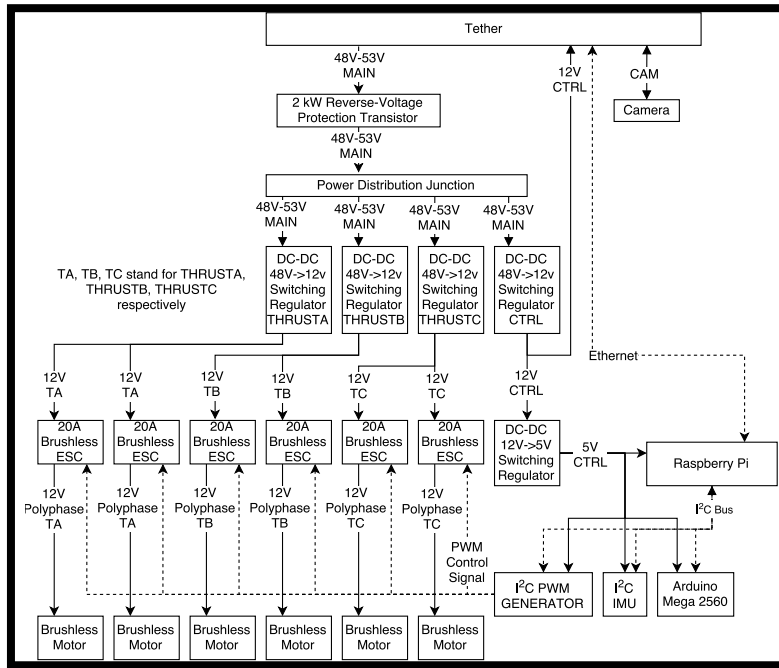 Tether
48V-53V
MAIN
12V
CTRL
CAM
2 kW Reverse-Voltage
Protection Transistor
Camera
48V-53V
MAIN
Power Distribution Junction
48V-53V
MAIN
48V-53V
MAIN
48V-53V
MAIN
48V-53V
MAIN
TA, TB, TC stand for THRUSTA,
THRUSTB, THRUSTC
respectively
DC-DC
48V->12v
Switching
Regulator
THRUSTA
DC-DC
48V->12v
Switching
Regulator
THRUSTB
DC-DC
48V->12v
Switching
Regulator
THRUSTC
DC-DC
48V->12v
Switching
Regulator
CTRL
Ethernet
12V
TA
12V
TA
12V
TB
12V
TB
12V
TC
12V
TC
12V
CTRL
20A
Brushless
ESC
20A
Brushless
ESC
20A
Brushless
ESC
20A
Brushless
ESC
20A
Brushless
ESC
20A
Brushless
ESC
DC-DC
12V->5V
Switching
Regulator
5V
CTRL
Raspberry Pi
12V
Polyphase
TA
12V
Polyphase
TA
12V
Polyphase
TB
12V
Polyphase
TB
12V
Polyphase
TC
12V
Polyphase
TC
I²C Bus
PWM
Control
Signal
I²C PWM
GENERATOR
I²C
IMU
Arduino
Mega 2560
Brushless
Motor
Brushless
Motor
Brushless
Motor
Brushless
Motor
Brushless
Motor
Brushless
Motor